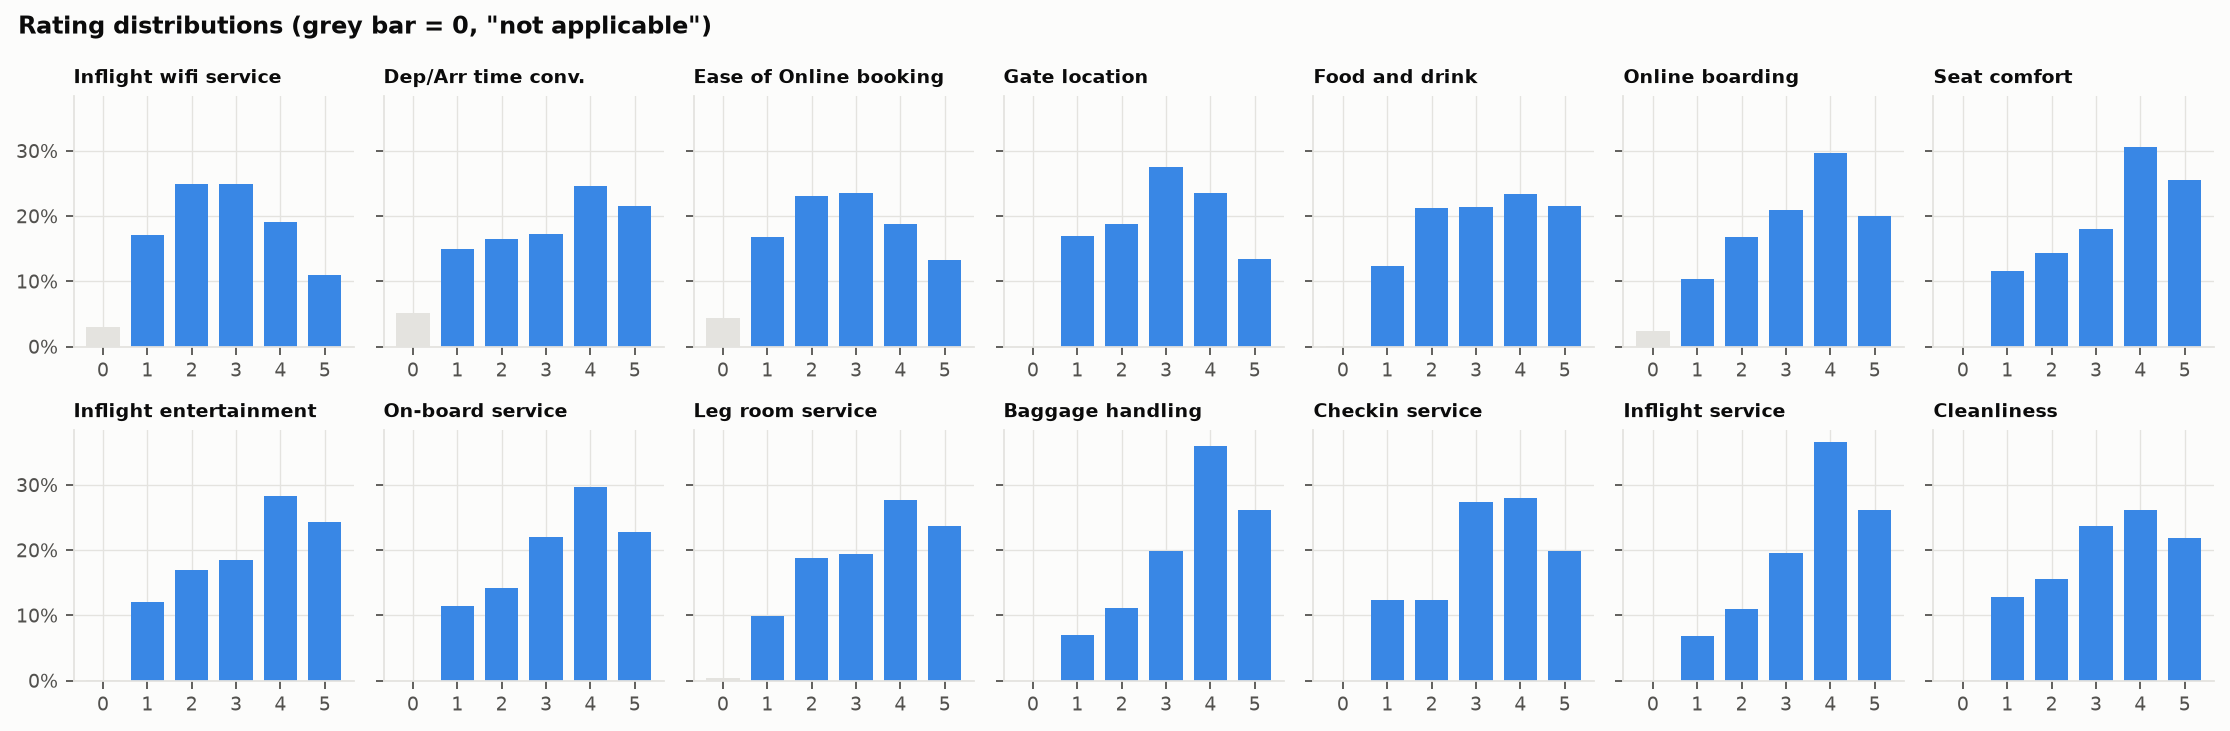 Rating distributions (grey bar = 0, "not applicable")
Inflight wifi service Dep/Arr time conv. Ease of Online booking Gate location Food and drink Online boarding Seat comfort
30%
20%
10%
0%
0 1 2 3 4 5 0 1 2 3 4 5 0 1 2 3 4 5 0 1 2 3 4 5 0 1 2 3 4 5 0 1 2 3 4 5 0 1 2 3 4 5
Inflight entertainment On-board service Leg room service Baggage handling Checkin service Inflight service Cleanliness
30%
20%
10%
0%
0 1 2 3 4 5 0 1 2 3 4 5 0 1 2 3 4 5 0 1 2 3 4 5 0 1 2 3 4 5 0 1 2 3 4 5 0 1 2 3 4 5